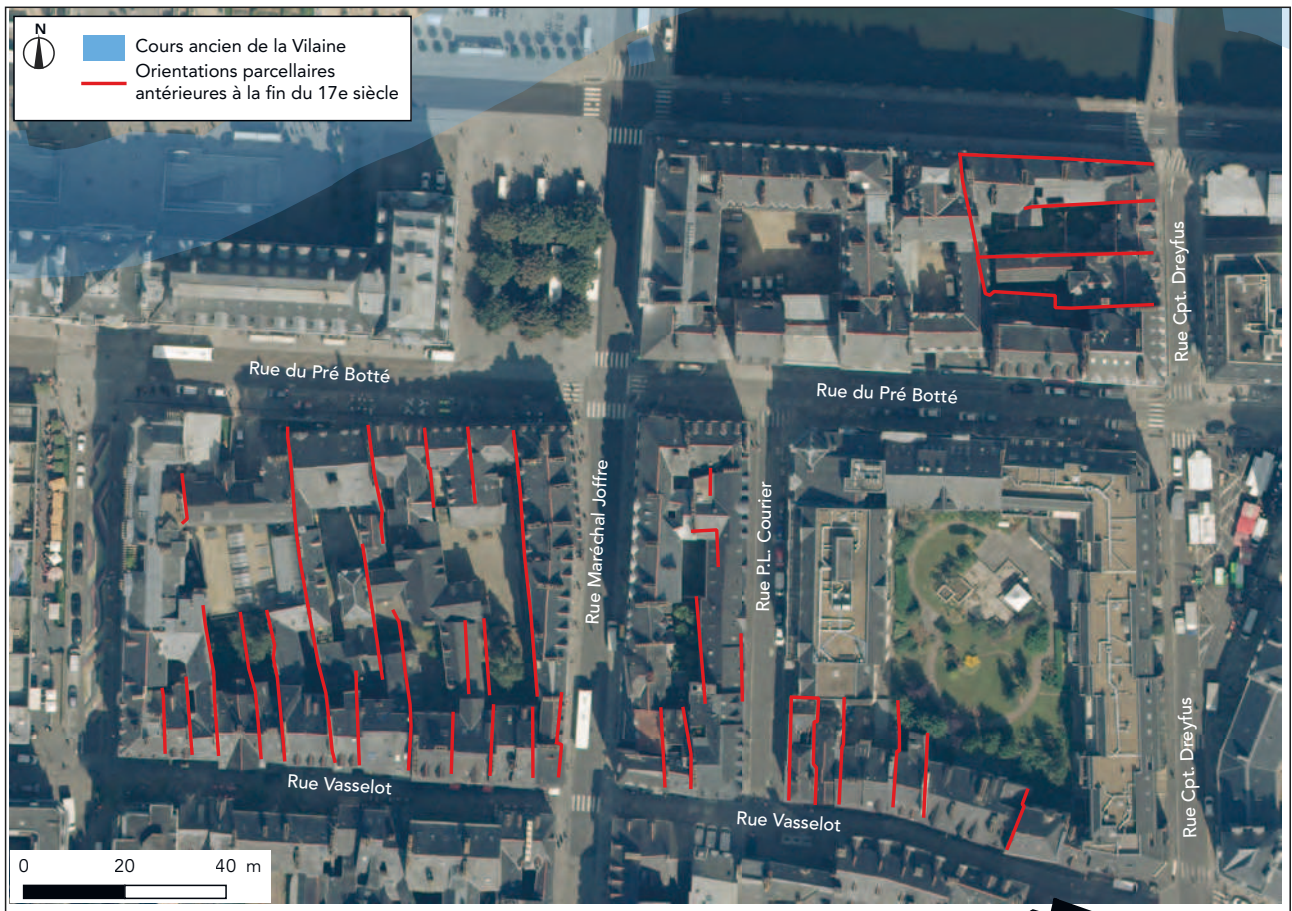 N
Cours ancien de la Vilaine
Orientations parcellaires
antérieures à la fin du 17e siècle
Rue du Pré Botté
Rue du Pré Botté
Rue Cpt. Dreyfus
Rue Maréchal Joffre
Rue P.L. Courier
Rue Vasselot
Rue Vasselot
Rue Cpt. Dreyfus
0 20 40 m